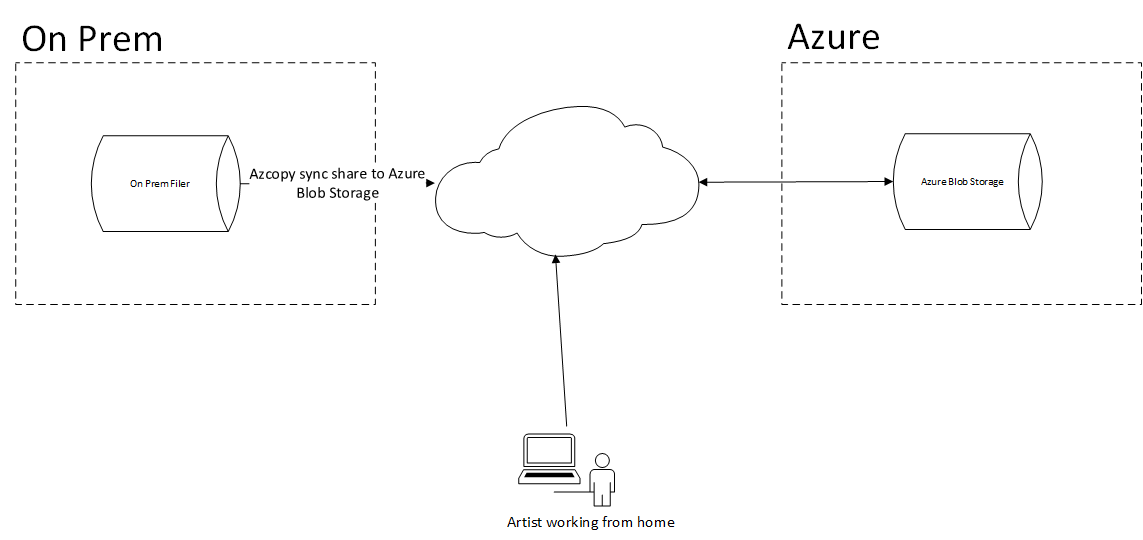 On Prem
Azure
On Prem Filer
Azcopy sync share to Azure
Blob Storage
Azure Blob Storage
Artist working from home